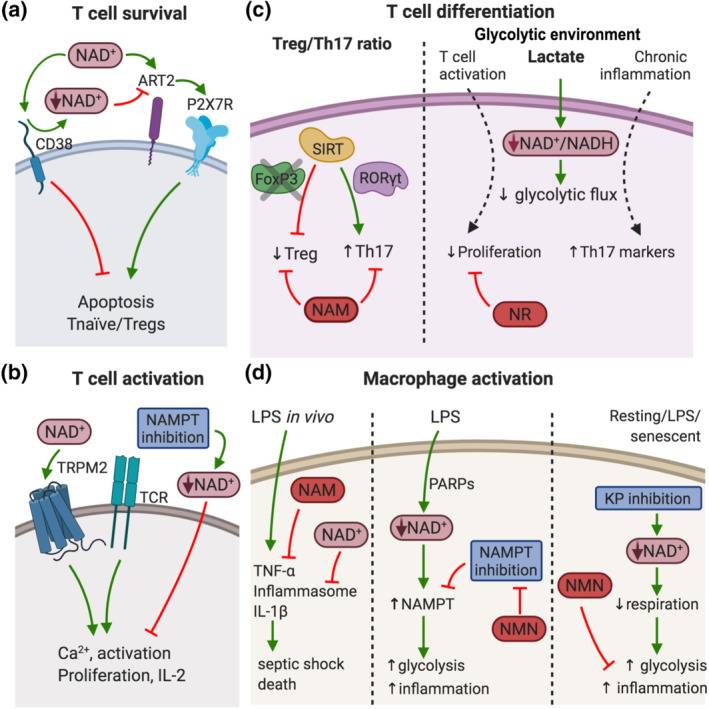 (a)
T cell survival
NAD⁺
ART2
↓NAD⁺
P2X7R
CD38
Apoptosis
Tnaïve/Tregs
(b)
T cell activation
NAD⁺
NAMPT
inhibition
TRPM2
TCR
↓NAD⁺
Ca²⁺, activation
Proliferation, IL-2
(c)
T cell differentiation
Treg/Th17 ratio
SIRT
FoxP3
RORγt
↓Treg
↑Th17
NAM
Glycolytic environment
T cell
activation
Lactate
Chronic
inflammation
↓NAD⁺/NADH
↓ glycolytic flux
↓Proliferation
↑Th17 markers
NR
(d)
Macrophage activation
LPS in vivo
NAM
NAD⁺
TNF-α
Inflammasome
IL-1β
septic shock
death
LPS
PARPs
↓NAD⁺
NAMPT
inhibition
↑NAMPT
NMN
↑glycolysis
↑inflammation
Resting/LPS/
senescent
KP inhibition
↓NAD⁺
NMN
↓respiration
↑ glycolysis
↑ inflammation